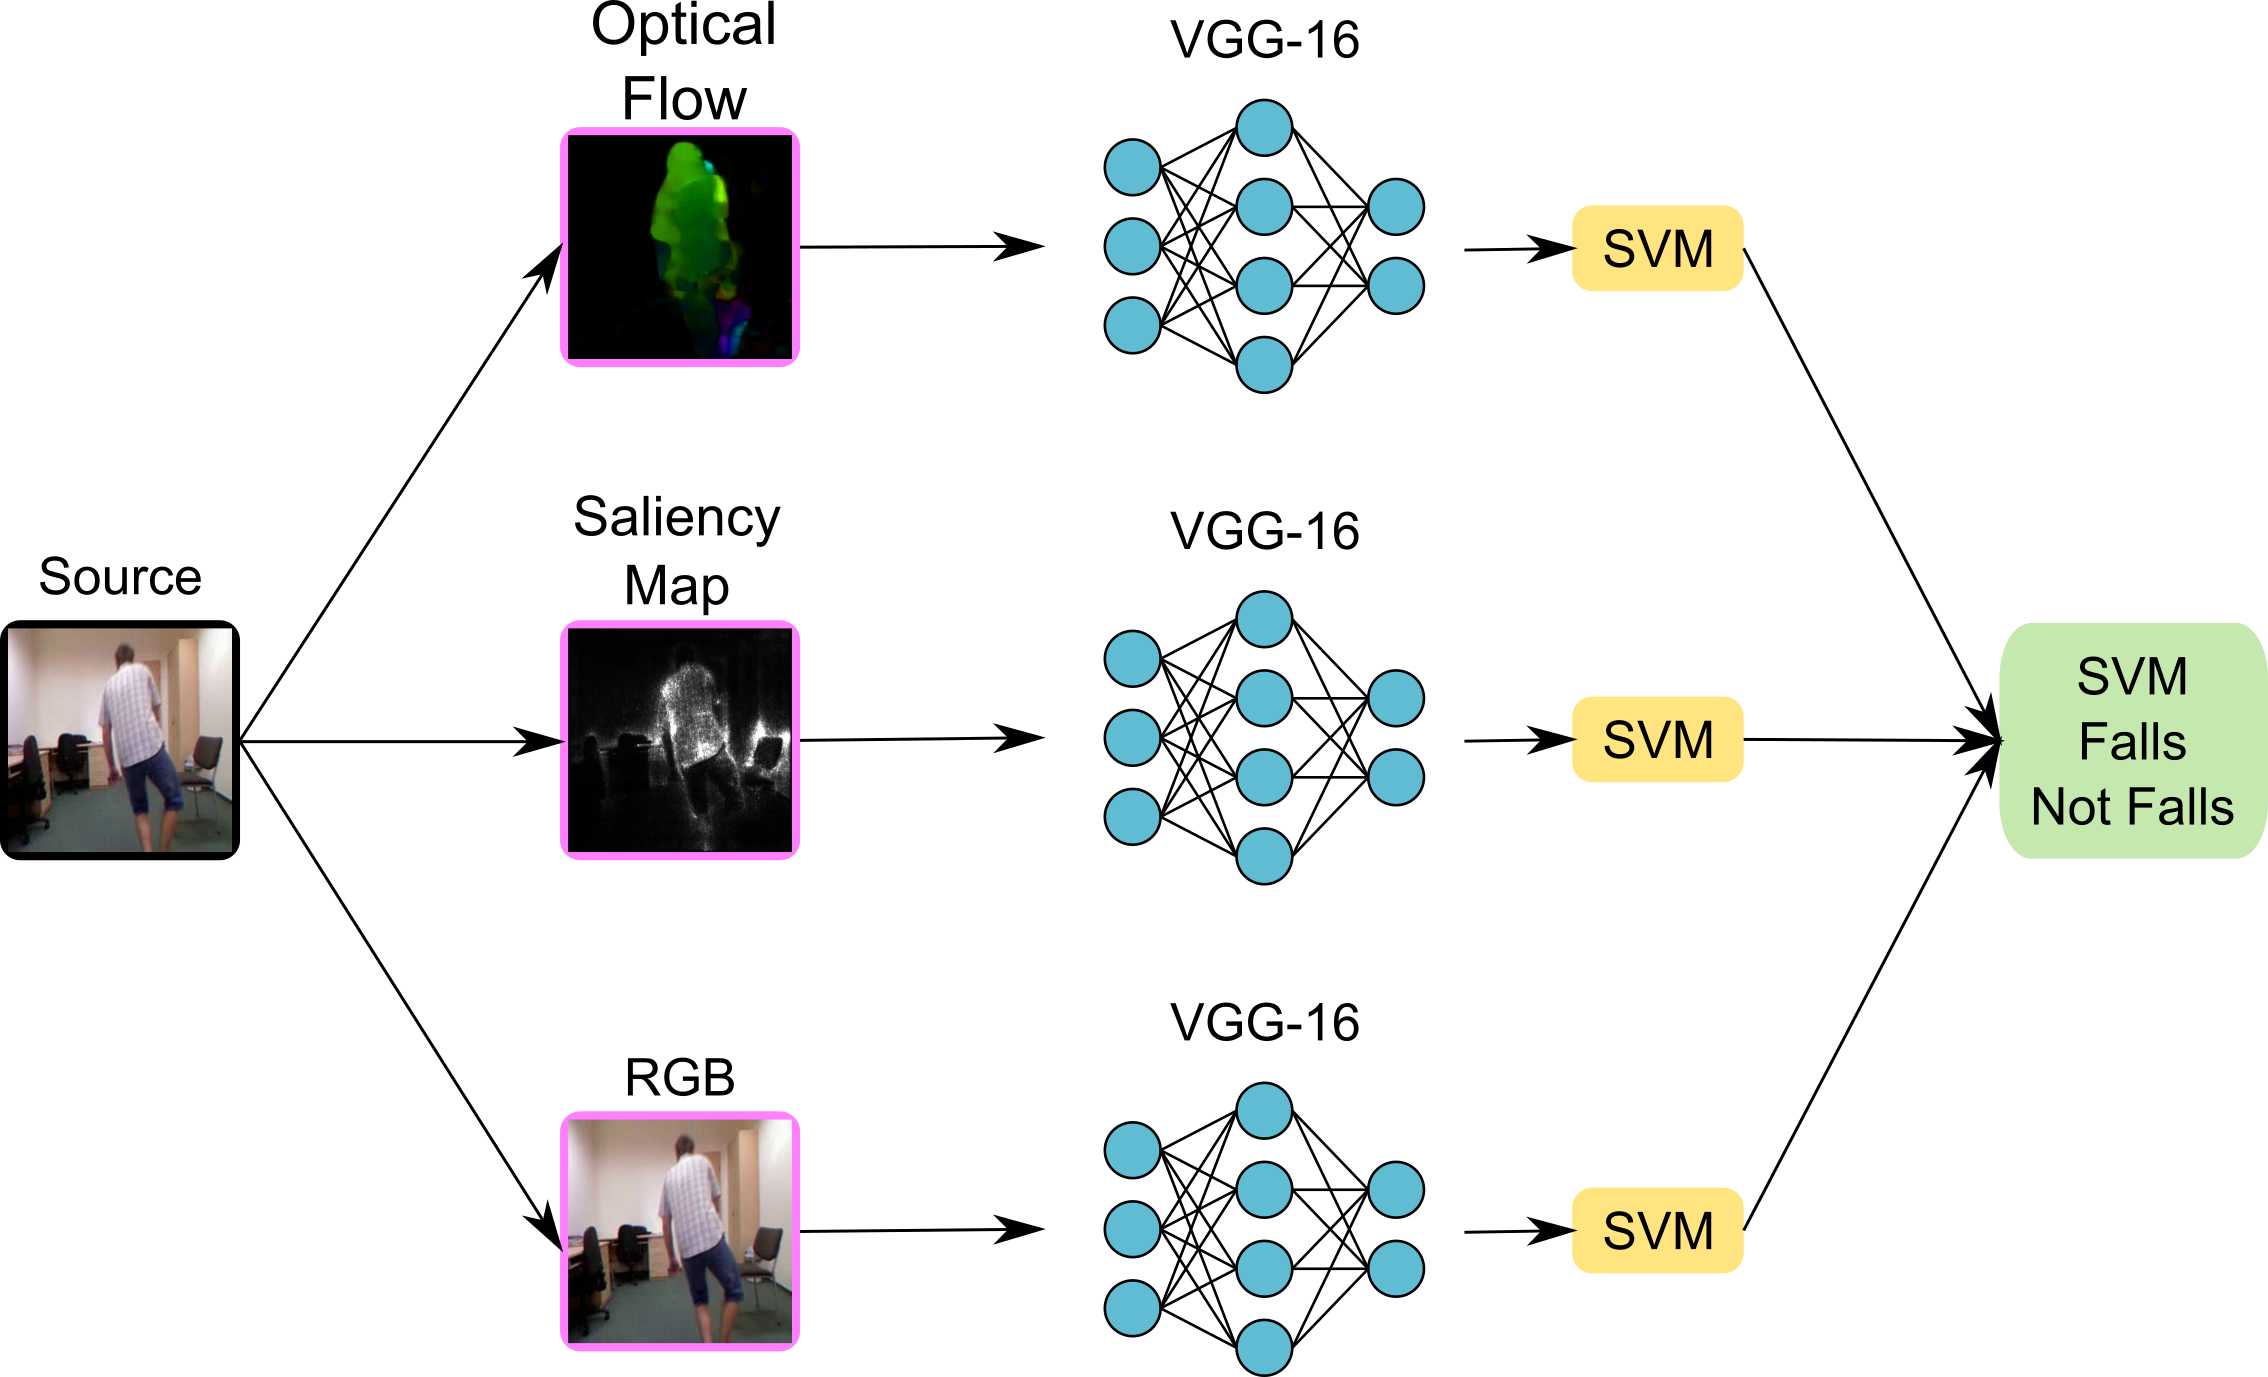 Source
Optical
Flow
VGG-16
SVM
Saliency
Map
VGG-16
SVM
RGB
VGG-16
SVM
SVM
Falls
Not Falls